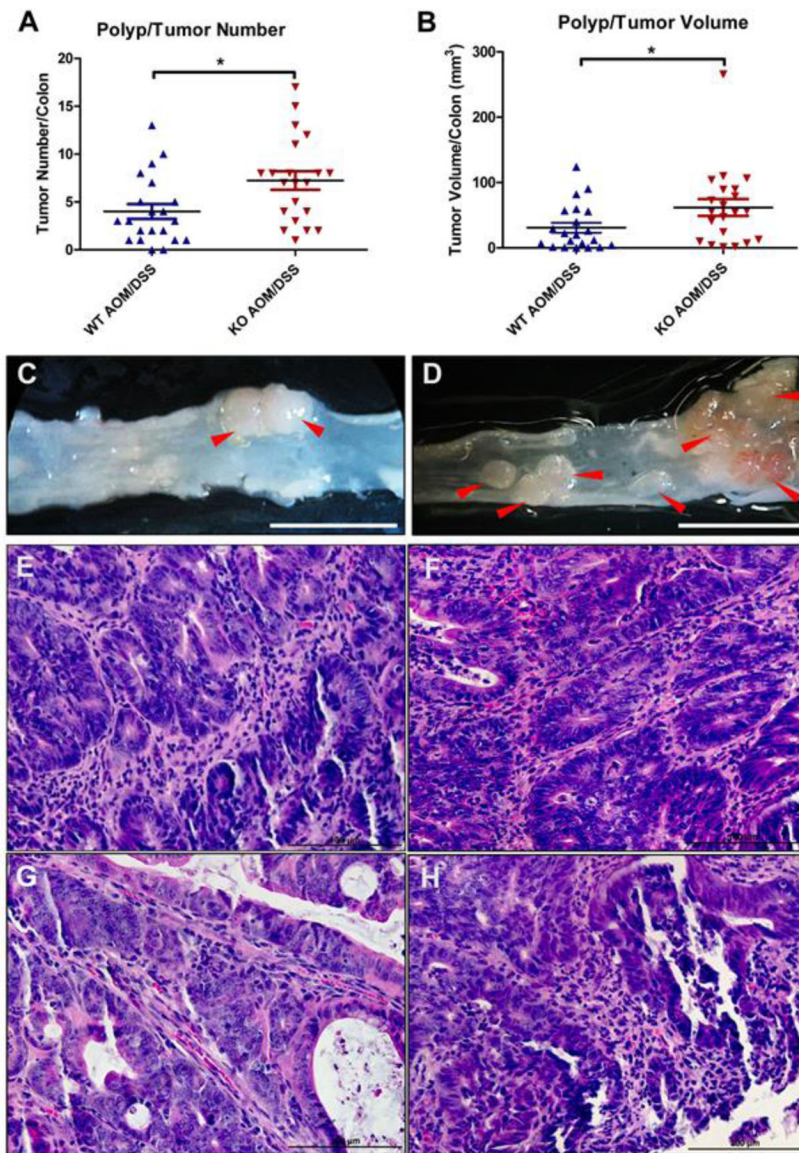 A
Polyp/Tumor Number
*
20
15
10
5
0
Tumor Number/Colon
WT AOM/DSS
KO AOM/DSS
B
Polyp/Tumor Volume
*
300
200
100
0
Tumor Volume/Colon (mm³)
WT AOM/DSS
KO AOM/DSS
C
D
E
F
G
H